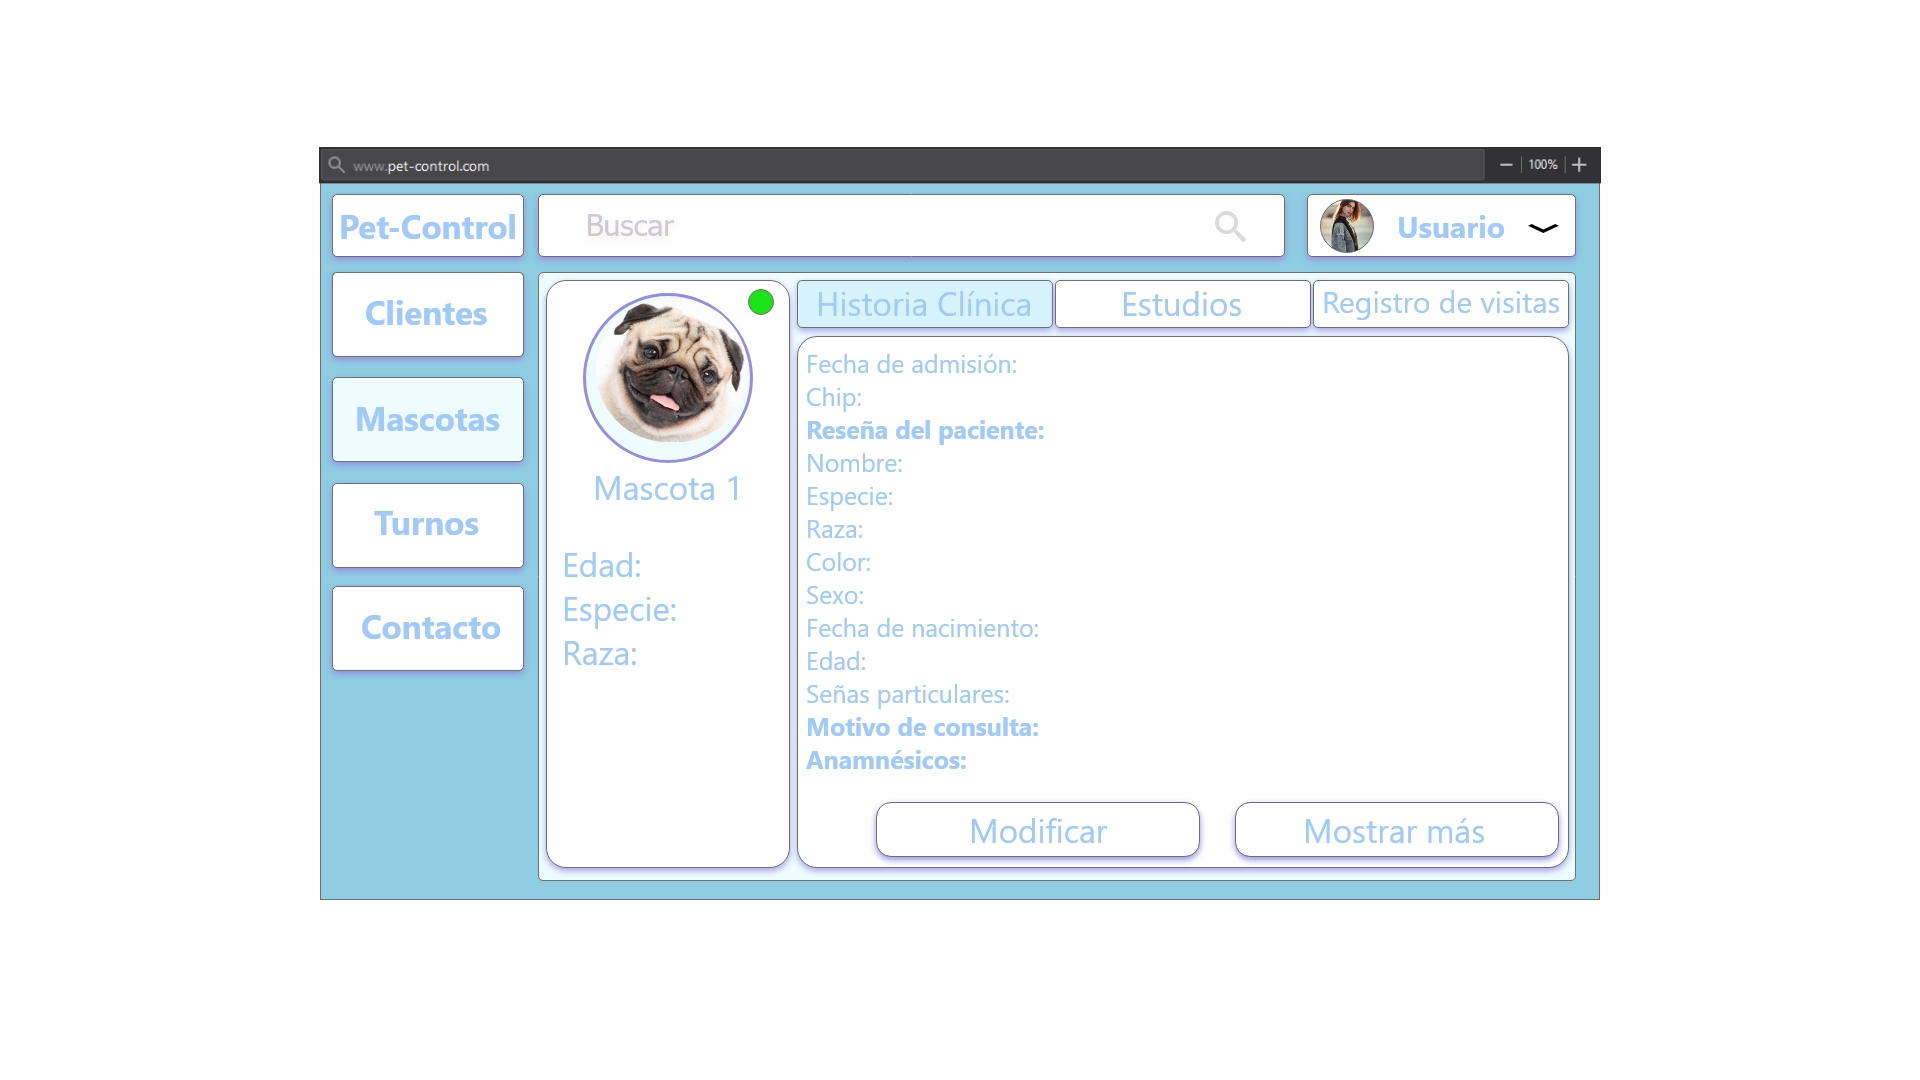 www.pet-control.com
100%
Pet-Control
Buscar
Usuario
Clientes
Mascotas
Turnos
Contacto
Mascota 1
Edad:
Especie:
Raza:
Historia Clínica
Estudios
Registro de visitas
Fecha de admisión:
Chip:
Reseña del paciente:
Nombre:
Especie:
Raza:
Color:
Sexo:
Fecha de nacimiento:
Edad:
Señas particulares:
Motivo de consulta:
Anamnésicos:
Modificar
Mostrar más